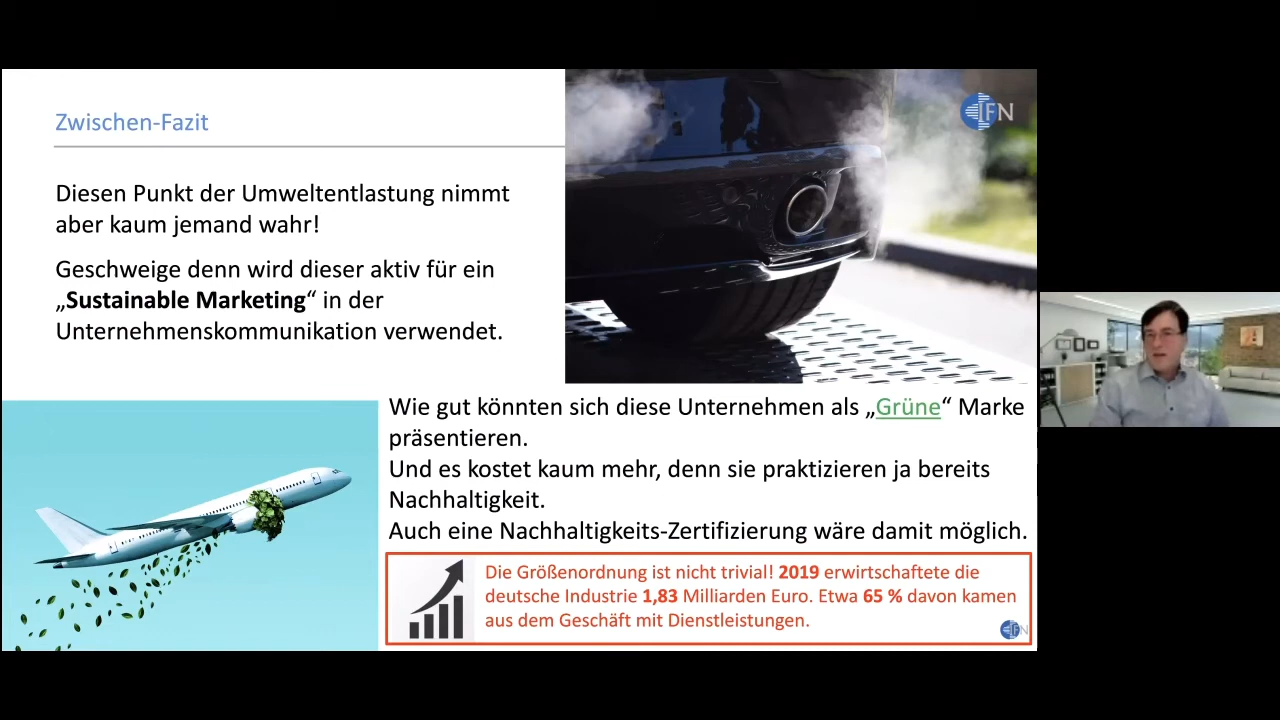 Zwischen-Fazit
IFN
Diesen Punkt der Umweltentlastung nimmt
aber kaum jemand wahr!
Geschweige denn wird dieser aktiv für ein
„Sustainable Marketing“ in der
Unternehmenskommunikation verwendet.
Wie gut könnten sich diese Unternehmen als „Grüne“ Marke
präsentieren.
Und es kostet kaum mehr, denn sie praktizieren ja bereits
Nachhaltigkeit.
Auch eine Nachhaltigkeits-Zertifizierung wäre damit möglich.
Die Größenordnung ist nicht trivial! 2019 erwirtschaftete die
deutsche Industrie 1,83 Milliarden Euro. Etwa 65 % davon kamen
aus dem Geschäft mit Dienstleistungen.
IFN